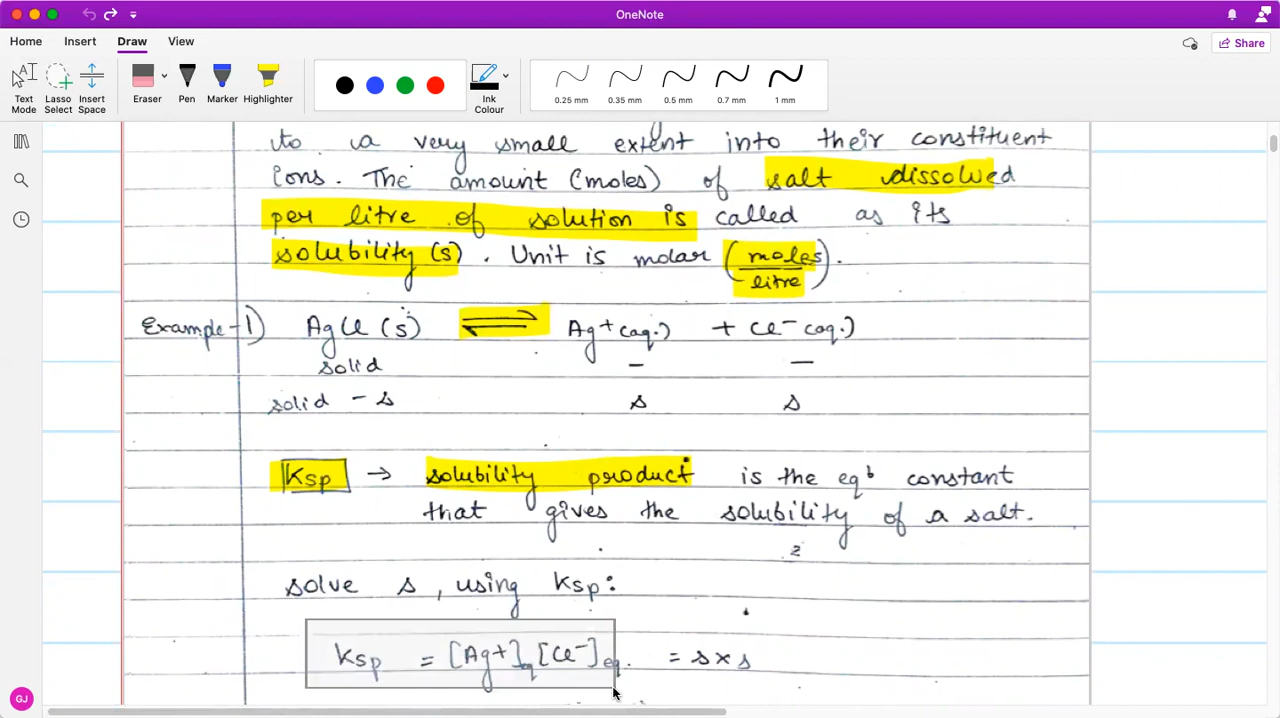 OneNote
Home Insert Draw View
Share
Text Mode
Lasso Select
Insert Space
Eraser
Pen
Marker
Highlighter
Ink Colour
0.25 mm 0.35 mm 0.5 mm 0.7 mm 1 mm
to a very small extent into their constituent
ions. The amount (moles) of salt dissolved
per litre of solution is called as its
solubility (s). Unit is molar (moles/litre).
Example-1) AgCl (s) ⇌ Ag+ (aq.) + Cl- (aq.)
solid - -
solid - s s s
Ksp → solubility product is the eqb constant
that gives the solubility of a salt.
2
solve s, using Ksp:
Ksp = [Ag+]eq [Cl-]eq. = s x s
GJ